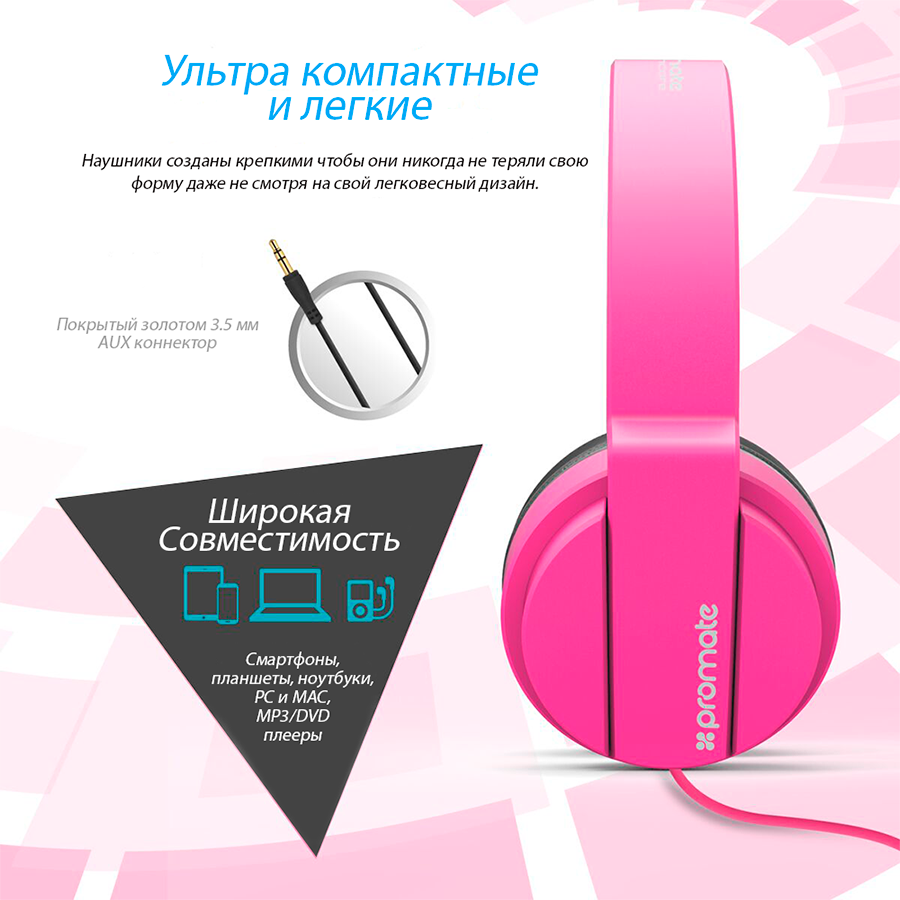 Ультра компактные
и легкие
Наушники созданы крепкими чтобы они никогда не теряли свою
форму даже не смотря на свой легковесный дизайн.
Покрытый золотом 3.5 мм
AUX коннектор
Широкая
Совместимость
Смартфоны,
планшеты, ноутбуки,
PC и MAC,
MP3/DVD
плееры
promate